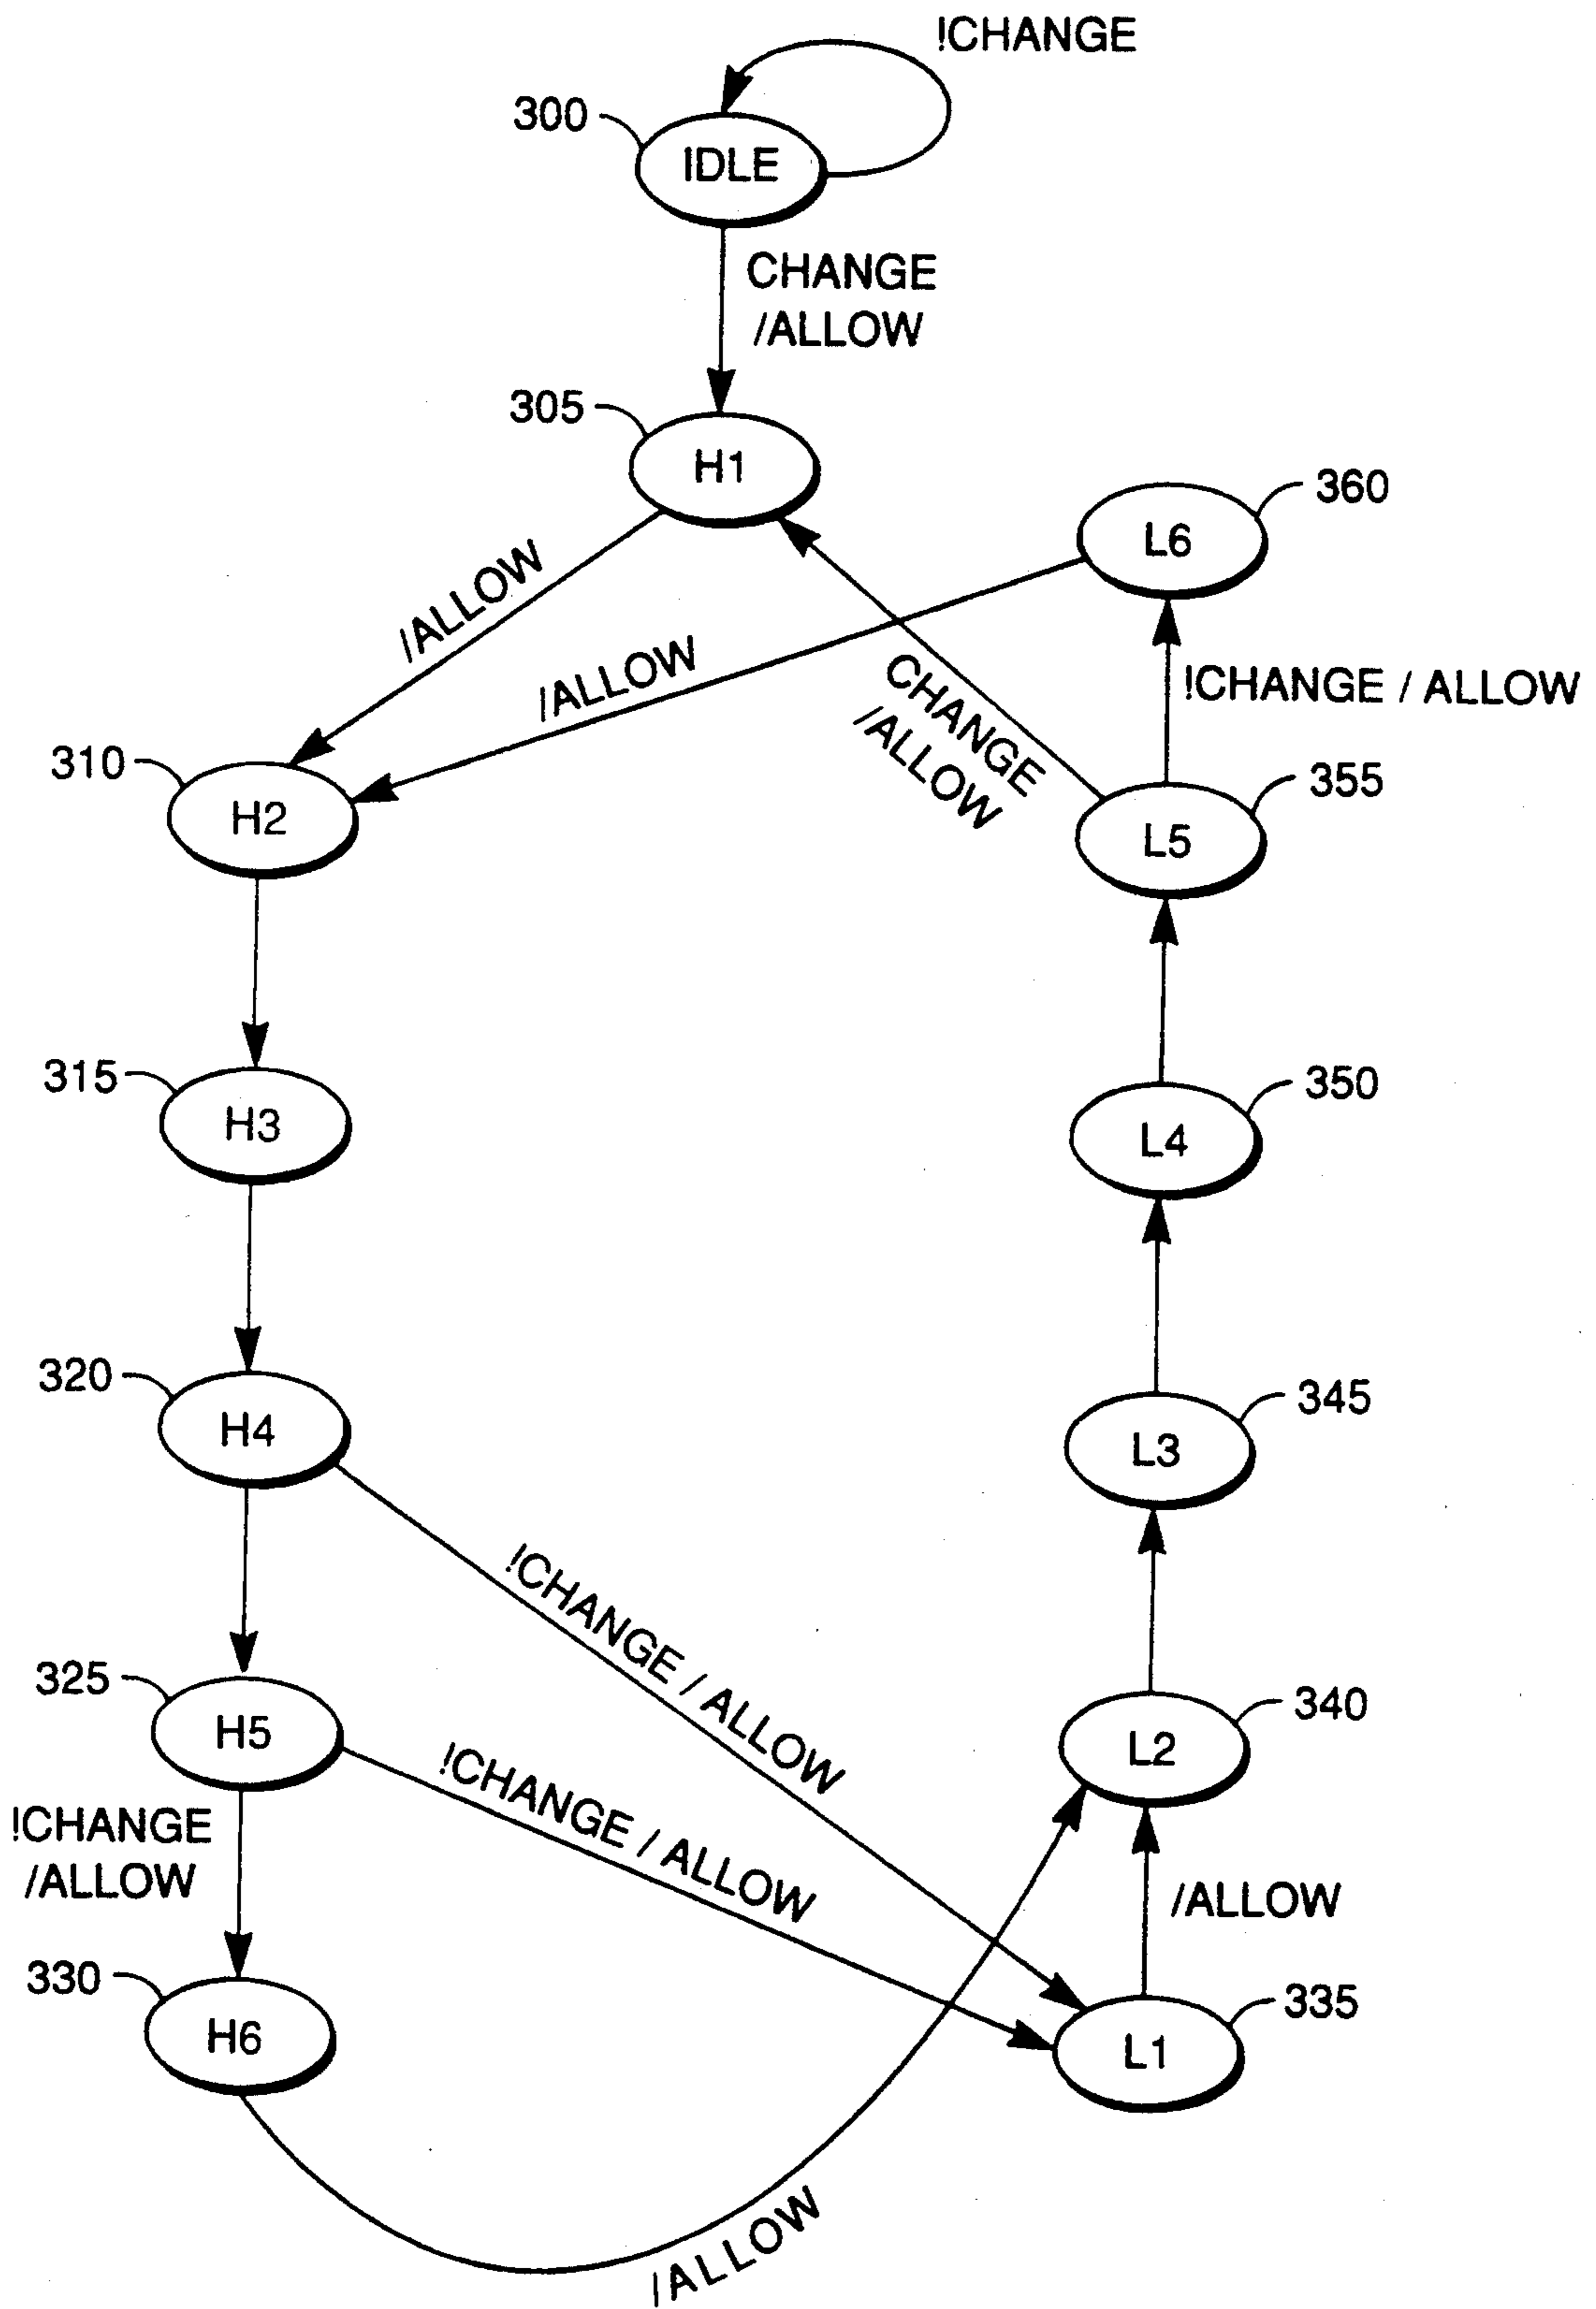 !CHANGE
300
IDLE
CHANGE
/ALLOW
305
H1
360
L6
/ALLOW
/ALLOW
CHANGE
/ALLOW
!CHANGE / ALLOW
310
H2
355
L5
315
H3
350
L4
320
H4
345
L3
!CHANGE / ALLOW
325
H5
340
L2
!CHANGE / ALLOW
!CHANGE
/ALLOW
/ALLOW
330
H6
335
L1
/ALLOW